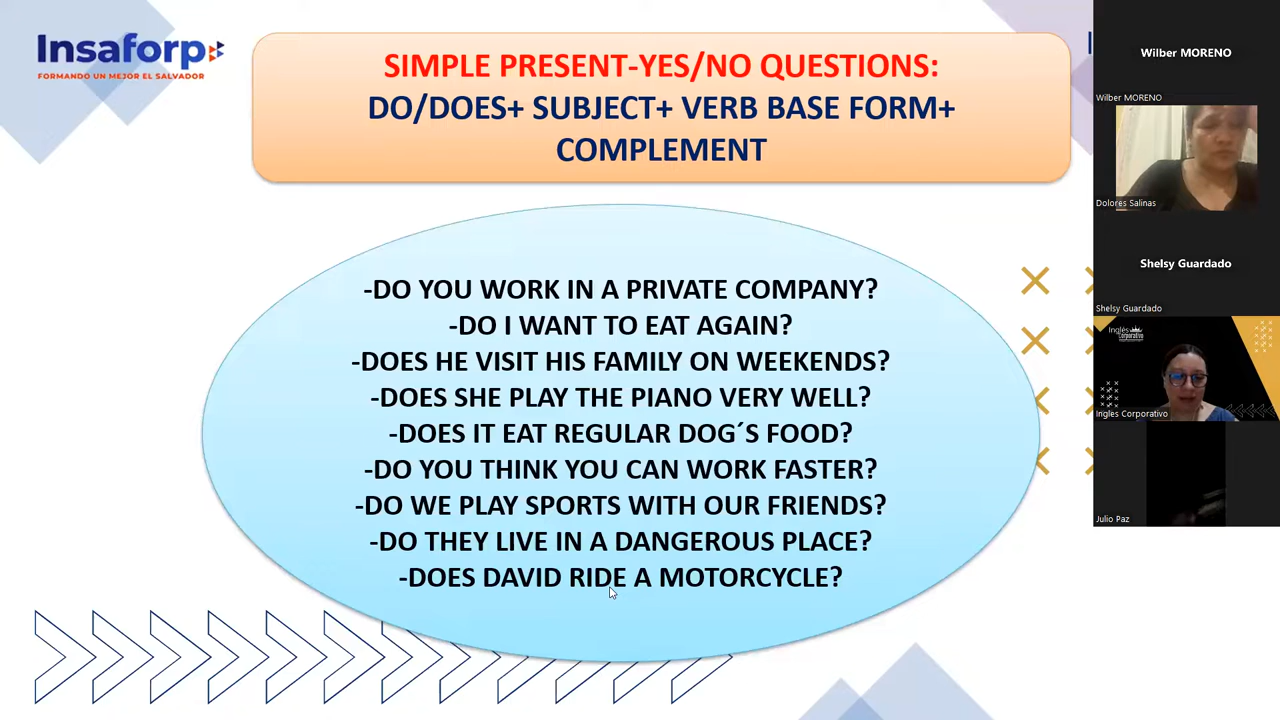 Insaforp
FORMANDO UN MEJOR EL SALVADOR
SIMPLE PRESENT-YES/NO QUESTIONS:
DO/DOES+ SUBJECT+ VERB BASE FORM+
COMPLEMENT
-DO YOU WORK IN A PRIVATE COMPANY?
-DO I WANT TO EAT AGAIN?
-DOES HE VISIT HIS FAMILY ON WEEKENDS?
-DOES SHE PLAY THE PIANO VERY WELL?
-DOES IT EAT REGULAR DOG´S FOOD?
-DO YOU THINK YOU CAN WORK FASTER?
-DO WE PLAY SPORTS WITH OUR FRIENDS?
-DO THEY LIVE IN A DANGEROUS PLACE?
-DOES DAVID RIDE A MOTORCYCLE?
Wilber MORENO
Wilber MORENO
Dolores Salinas
Shelsy Guardado
Shelsy Guardado
Inglés
Corporativo
Ingles Corporativo
Julio Paz